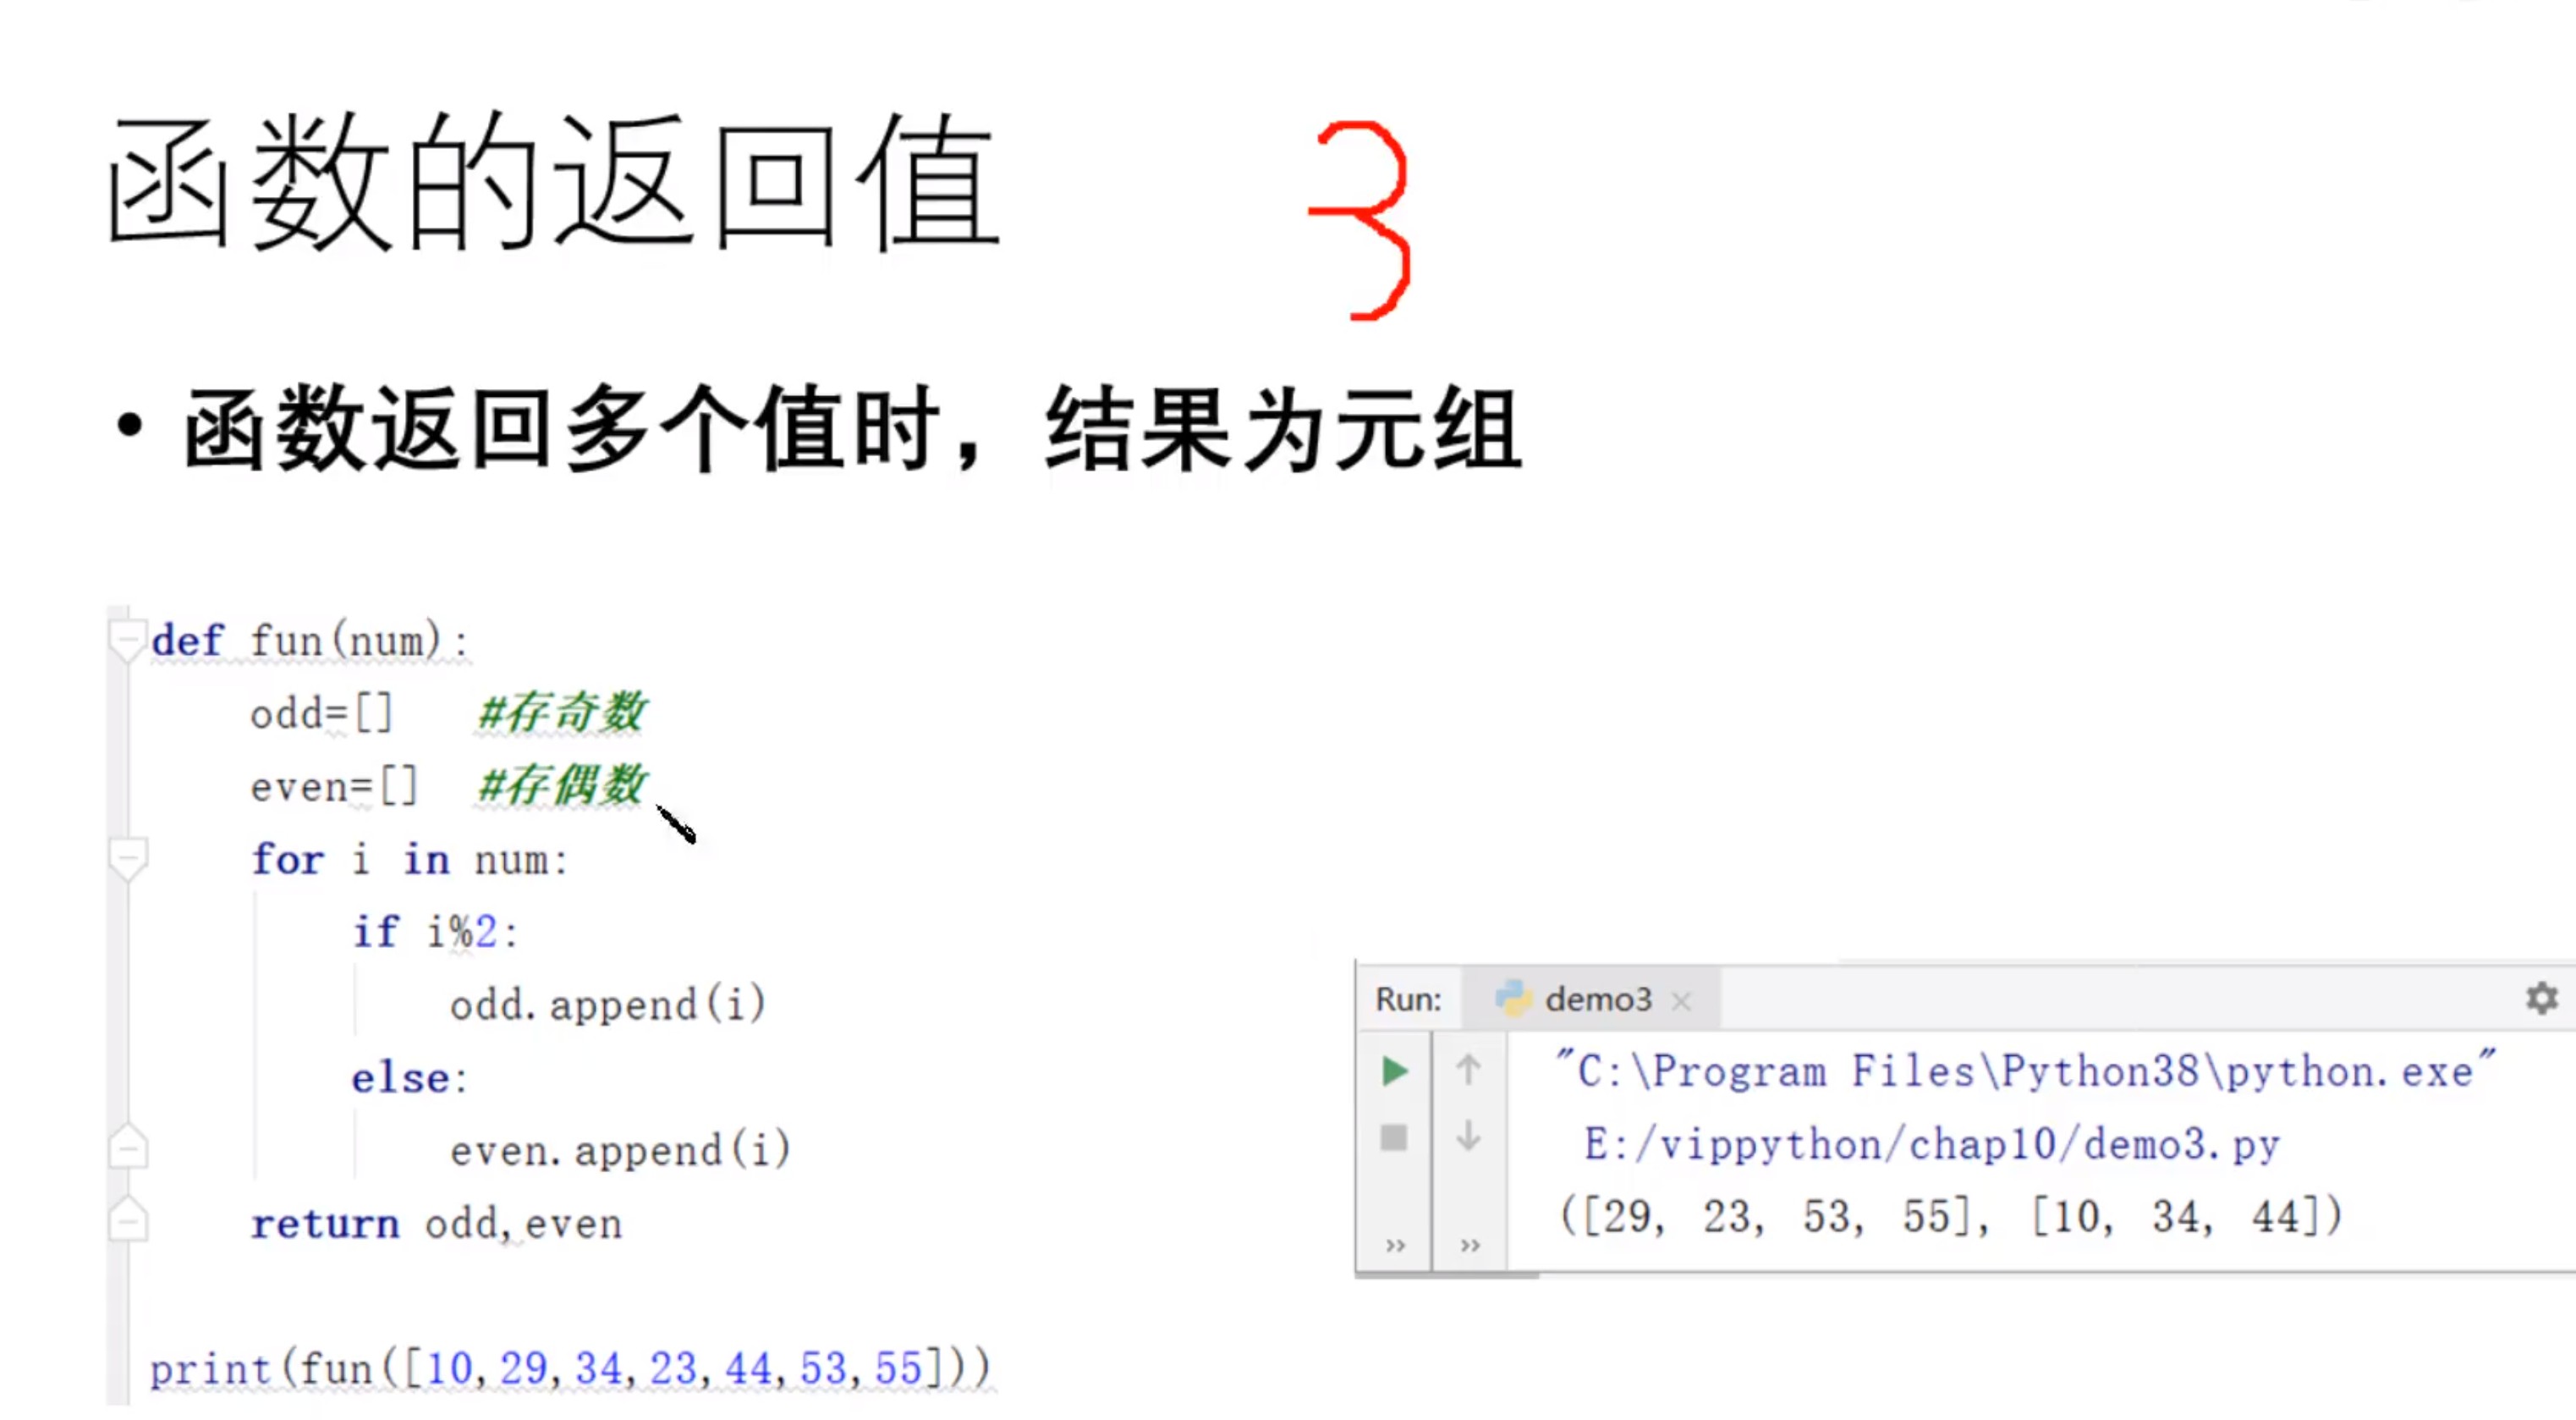 函数的返回值
3
• 函数返回多个值时，结果为元组
def fun(num):
odd=[]   #存奇数
even=[]  #存偶数
for i in num:
if i%2:
odd.append(i)
else:
even.append(i)
return odd,even
print(fun([10,29,34,23,44,53,55]))
Run: demo3
"C:\Program Files\Python38\python.exe"
E:/vippython/chap10/demo3.py
([29, 23, 53, 55], [10, 34, 44])